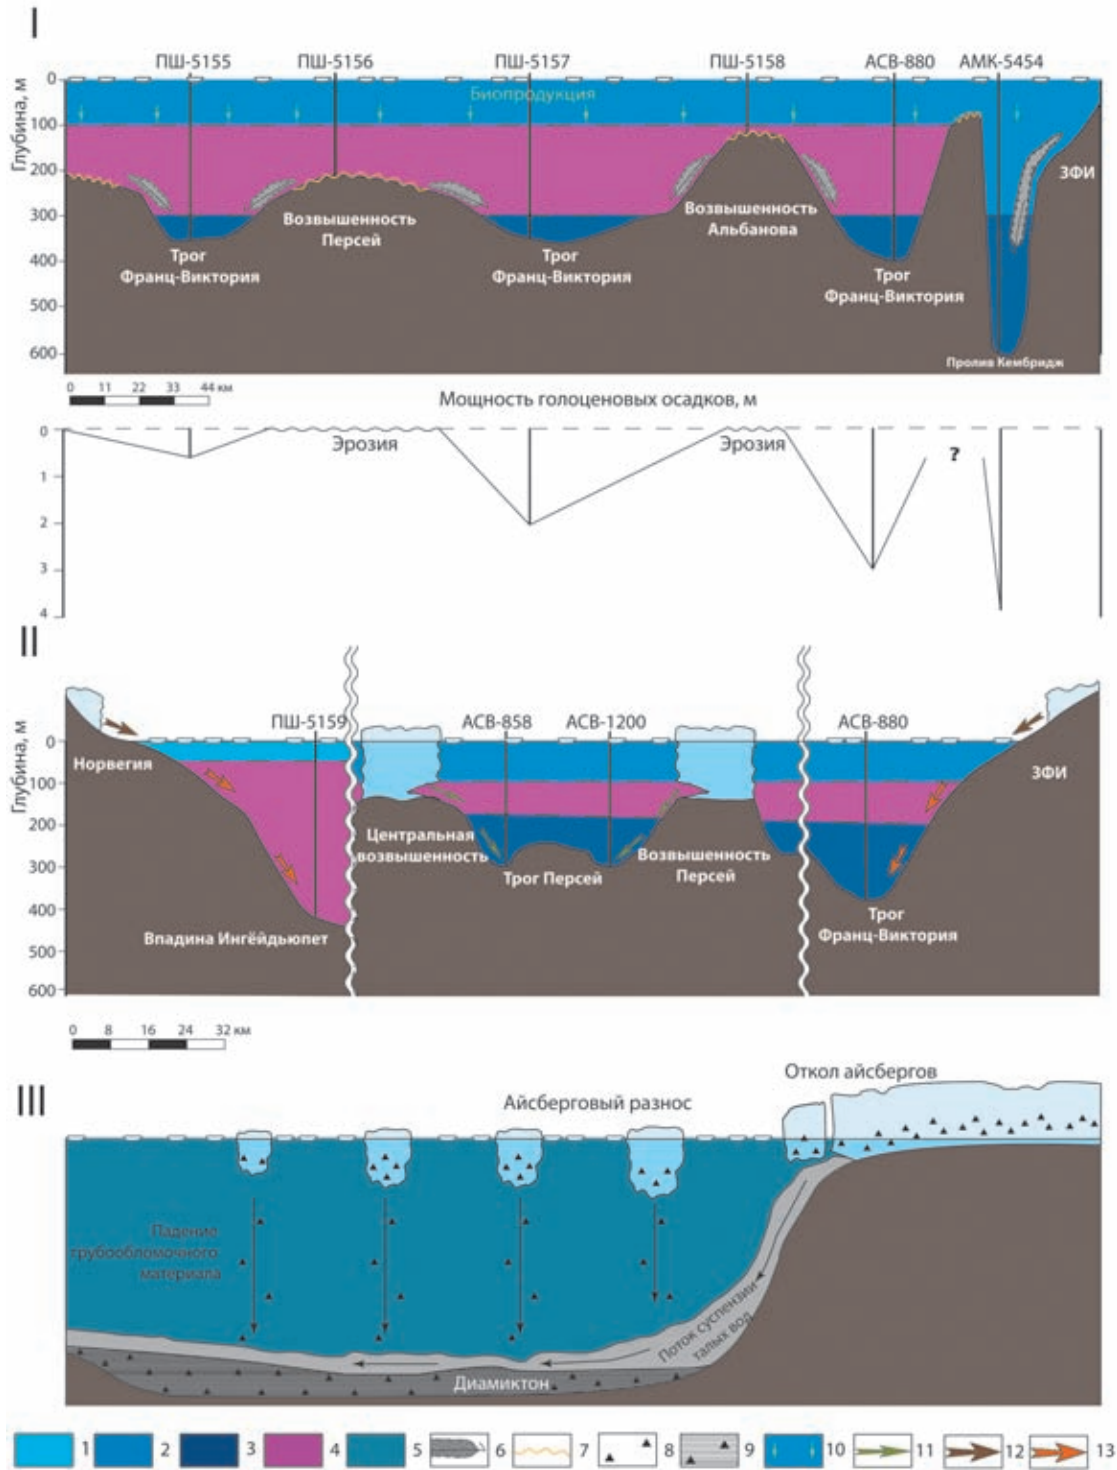 I
ПШ-5155 ПШ-5156 ПШ-5157 ПШ-5158 АСВ-880 АМК-5454
Глубина, м
0
100
200
300
400
500
600
Биопродукция
ЗФИ
Возвышенность
Персей
Возвышенность
Альбанова
Трог
Франц-Виктория
Трог
Франц-Виктория
Трог
Франц-Виктория
Пролив Кембридж
0 11 22 33 44 км
Мощность голоценовых осадков, м
0
1
2
3
4
Эрозия
Эрозия
?
II
ПШ-5159 АСВ-858 АСВ-1200 АСВ-880
Глубина, м
0
100
200
300
400
500
600
Норвегия
ЗФИ
Центральная
возвышенность
Трог Персей
Возвышенность
Персей
Впадина Ингёйдьюпет
Трог
Франц-Виктория
0 8 16 24 32 км
III
Откол айсбергов
Айсберговый разнос
Падение
грубообломочного
материала
Поток суспензии
талых вод
Диамиктон
1 2 3 4 5 6 7 8 9 10 11 12 13